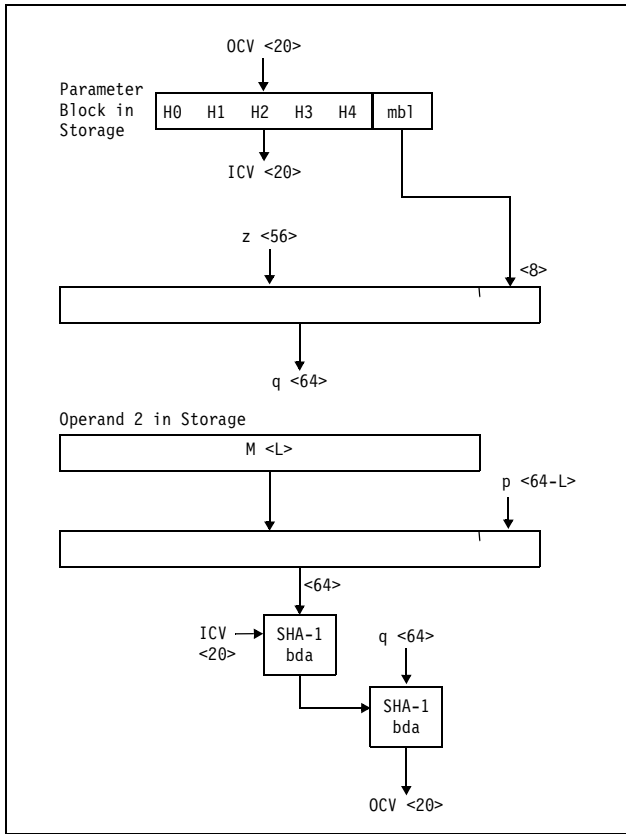 OCV <20>
Parameter
Block in
Storage
H0 H1 H2 H3 H4 mbl
ICV <20>
z <56>
<8>
q <64>
Operand 2 in Storage
M <L>
p <64-L>
<64>
ICV
<20>
SHA-1
bda
q <64>
SHA-1
bda
OCV <20>